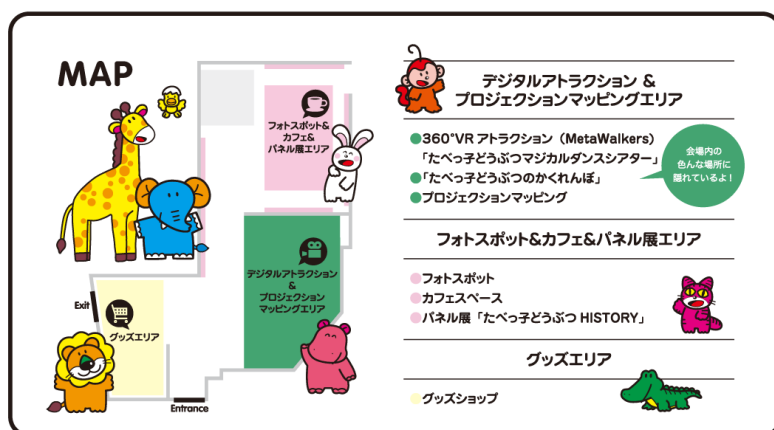 MAP
フォトスポット&
カフェ&
パネル展エリア
デジタルアトラクション
&
プロジェクション
マッピングエリア
Exit
グッズエリア
Entrance
デジタルアトラクション &
プロジェクションマッピングエリア
●360°VRアトラクション（MetaWalkers）
「たべっ子どうぶつマジカルダンスシアター」
●「たべっ子どうぶつのかくれんぼ」
●プロジェクションマッピング
会場内の
色んな場所に
隠れているよ！
フォトスポット&カフェ&パネル展エリア
●フォトスポット
●カフェスペース
●パネル展「たべっ子どうぶつ HISTORY」
グッズエリア
●グッズショップ